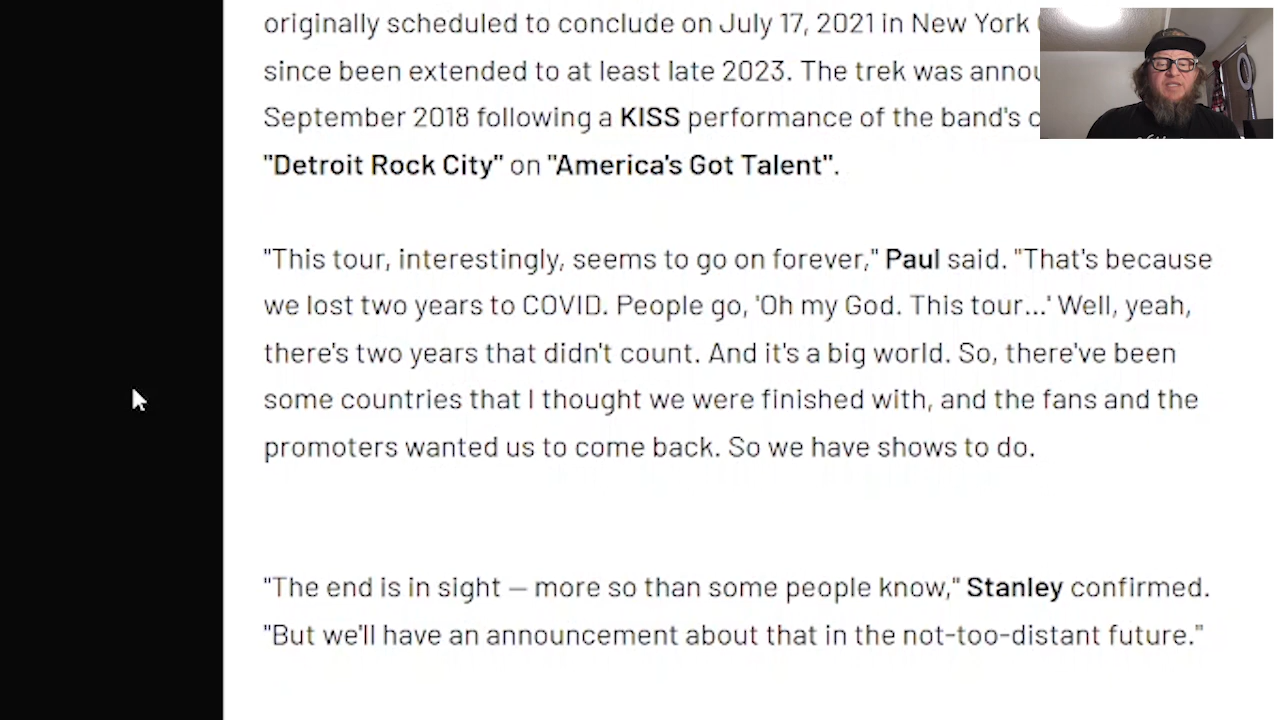 originally scheduled to conclude on July 17, 2021 in New York
since been extended to at least late 2023. The trek was
September 2018 following a KISS performance of the band's
"Detroit Rock City" on "America's Got Talent".
"This tour, interestingly, seems to go on forever," Paul said. "That's because
we lost two years to COVID. People go, 'Oh my God. This tour...' Well, yeah,
there's two years that didn't count. And it's a big world. So, there've been
some countries that I thought we were finished with, and the fans and the
promoters wanted us to come back. So we have shows to do.
"The end is in sight — more so than some people know," Stanley confirmed.
"But we'll have an announcement about that in the not-too-distant future."